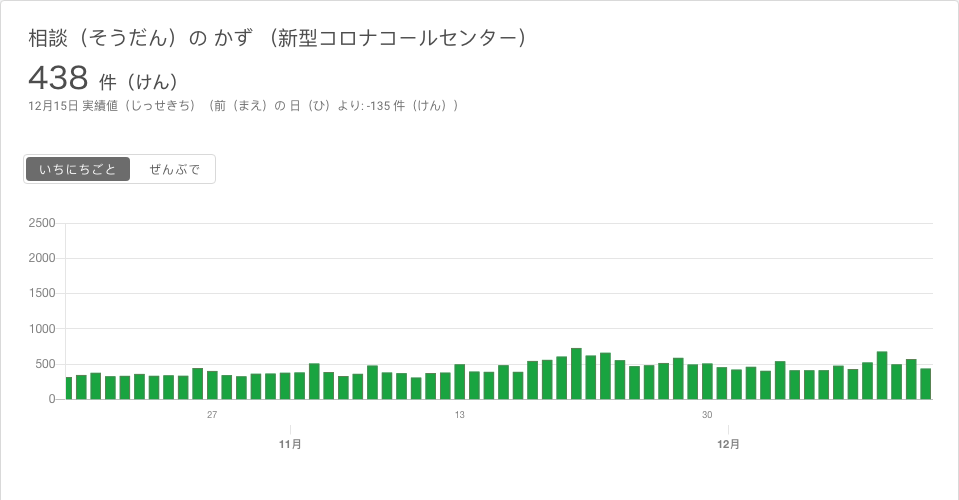 相談（そうだん）の かず （新型コロナコールセンター）
438 件（けん）
12月15日 実績値（じっせきち）（前（まえ）の 日（ひ）より: -135 件（けん））
いちにちごと ぜんぶで
2500
2000
1500
1000
500
0
27 13 30
11月 12月